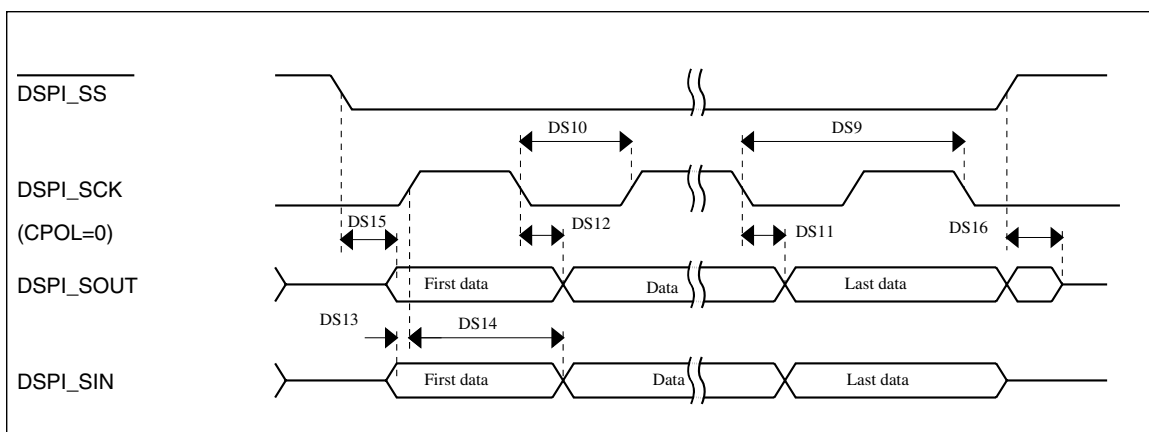 DSPI_SS
DS10
DS9
DSPI_SCK
(CPOL=0)
DS15
DS12
DS11
DS16
DSPI_SOUT
First data
Data
Last data
DS13
DS14
DSPI_SIN
First data
Data
Last data